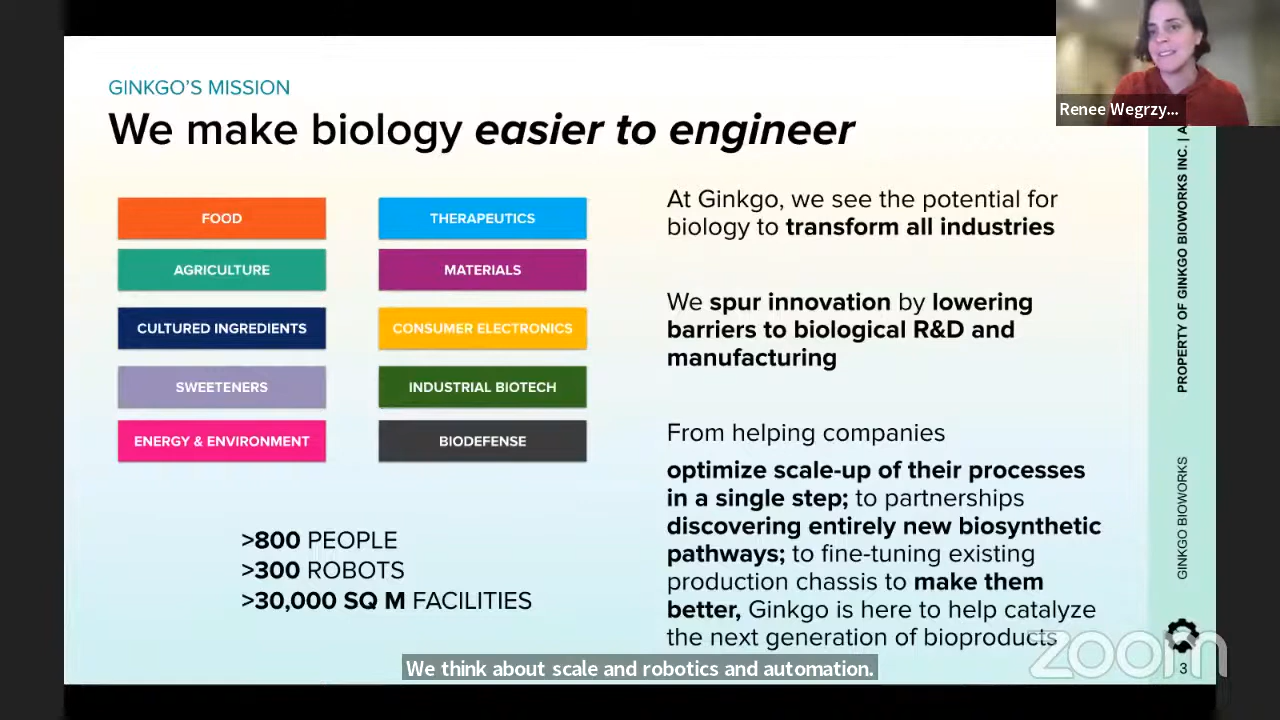 Renee Wegrzy...
GINKGO'S MISSION
We make biology easier to engineer
FOOD
THERAPEUTICS
AGRICULTURE
MATERIALS
CULTURED INGREDIENTS
CONSUMER ELECTRONICS
SWEETENERS
INDUSTRIAL BIOTECH
ENERGY & ENVIRONMENT
BIODEFENSE
>800 PEOPLE
>300 ROBOTS
>30,000 SQ M FACILITIES
At Ginkgo, we see the potential for
biology to transform all industries
We spur innovation by lowering
barriers to biological R&D and
manufacturing
From helping companies
optimize scale-up of their processes
in a single step; to partnerships
discovering entirely new biosynthetic
pathways; to fine-tuning existing
production chassis to make them
better, Ginkgo is here to help catalyze
the next generation of bioproducts
GINKGO BIOWORKS
PROPERTY OF GINKGO BIOWORKS INC. |
3
zoom
We think about scale and robotics and automation.